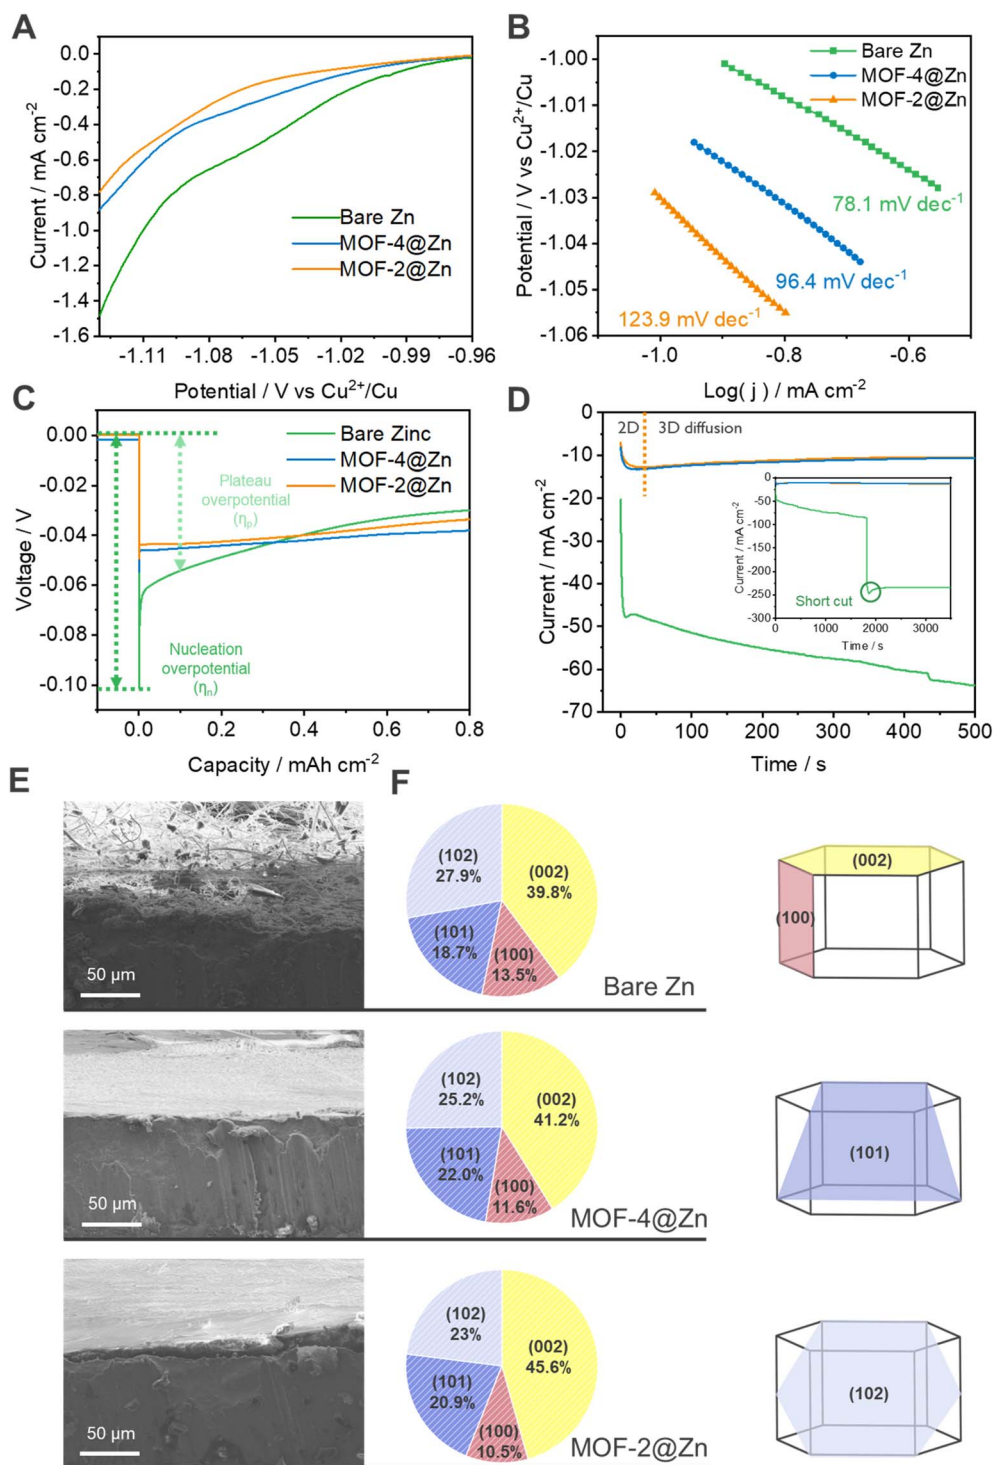 A
0.0
-0.2
-0.4
-0.6
-0.8
-1.0
-1.2
-1.4
-1.6
Current / mA cm⁻²
Bare Zn
MOF-4@Zn
MOF-2@Zn
-1.11
-1.08
-1.05
-1.02
-0.99
-0.96
Potential / V vs Cu²⁺/Cu
B
-1.00
-1.01
-1.02
-1.03
-1.04
-1.05
-1.06
Potential / V vs Cu²⁺/Cu
Bare Zn
MOF-4@Zn
MOF-2@Zn
78.1 mV dec⁻¹
96.4 mV dec⁻¹
123.9 mV dec⁻¹
-1.0
-0.8
-0.6
Log( j ) / mA cm⁻²
C
0.00
-0.02
-0.04
-0.06
-0.08
-0.10
Voltage / V
Bare Zinc
MOF-4@Zn
MOF-2@Zn
Plateau
overpotential
(ηₚ)
Nucleation
overpotential
(ηₙ)
0.0
0.2
0.4
0.6
0.8
Capacity / mAh cm⁻²
D
0
-10
-20
-30
-40
-50
-60
-70
Current / mA cm⁻²
2D
3D diffusion
0
-50
-100
-150
-200
-250
-300
Current / mA cm⁻²
Short cut
0
1000
2000
3000
Time / s
0
100
200
300
400
500
Time / s
E
50 µm
50 µm
50 µm
F
(102)
27.9%
(002)
39.8%
(101)
18.7%
(100)
13.5%
Bare Zn
(002)
(100)
(102)
25.2%
(002)
41.2%
(101)
22.0%
(100)
11.6%
MOF-4@Zn
(101)
(102)
23%
(002)
45.6%
(101)
20.9%
(100)
10.5%
MOF-2@Zn
(102)